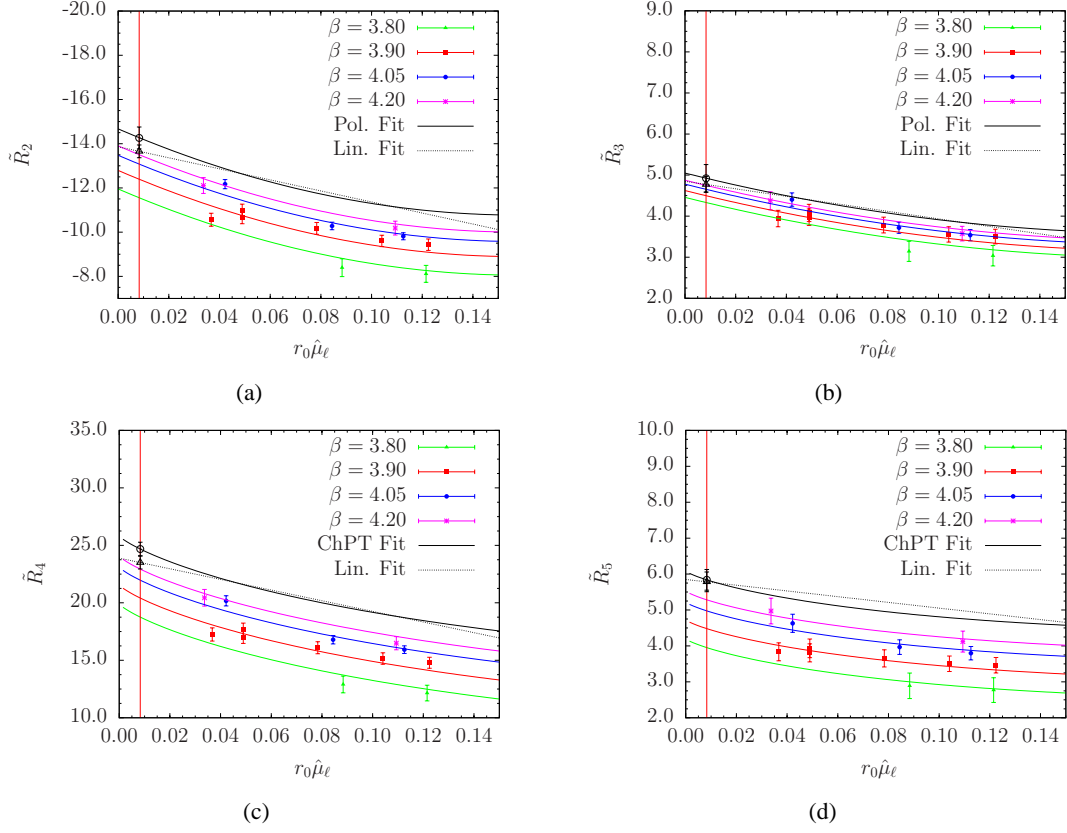 -20.0
-18.0
-16.0
-14.0
-12.0
-10.0
-8.0
R̃₂
β = 3.80
β = 3.90
β = 4.05
β = 4.20
Pol. Fit
Lin. Fit
0.00 0.02 0.04 0.06 0.08 0.10 0.12 0.14
r₀μ̂ℓ
(a)
9.0
8.0
7.0
6.0
5.0
4.0
3.0
2.0
R̃₃
β = 3.80
β = 3.90
β = 4.05
β = 4.20
Pol. Fit
Lin. Fit
0.00 0.02 0.04 0.06 0.08 0.10 0.12 0.14
r₀μ̂ℓ
(b)
35.0
30.0
25.0
20.0
15.0
10.0
R̃₄
β = 3.80
β = 3.90
β = 4.05
β = 4.20
ChPT Fit
Lin. Fit
0.00 0.02 0.04 0.06 0.08 0.10 0.12 0.14
r₀μ̂ℓ
(c)
10.0
9.0
8.0
7.0
6.0
5.0
4.0
3.0
2.0
R̃₅
β = 3.80
β = 3.90
β = 4.05
β = 4.20
ChPT Fit
Lin. Fit
0.00 0.02 0.04 0.06 0.08 0.10 0.12 0.14
r₀μ̂ℓ
(d)